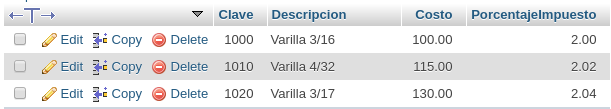 Clave Descripcion Costo PorcentajeImpuesto
Edit Copy Delete 1000 Varilla 3/16 100.00 2.00
Edit Copy Delete 1010 Varilla 4/32 115.00 2.02
Edit Copy Delete 1020 Varilla 3/17 130.00 2.04